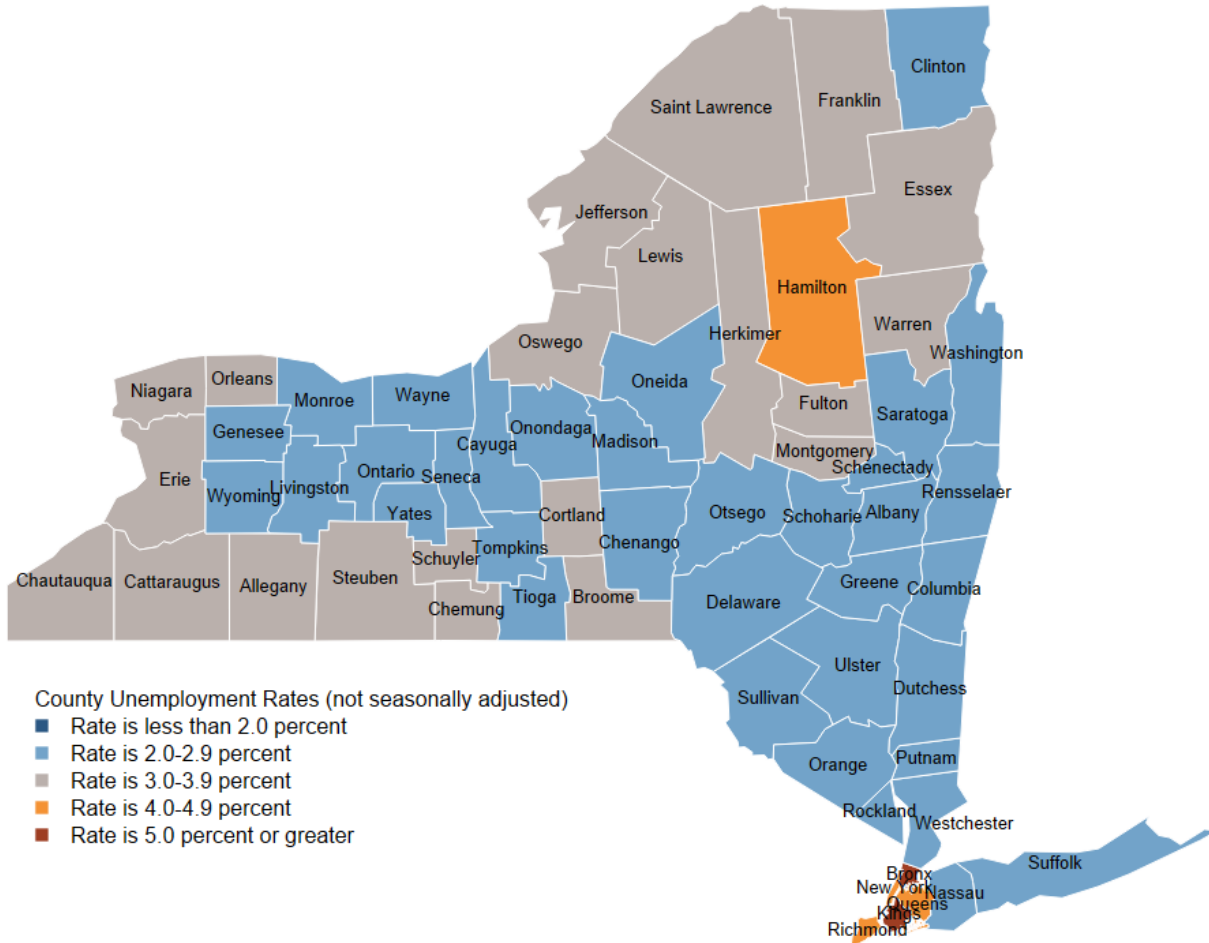 Clinton
Saint Lawrence
Franklin
Essex
Jefferson
Lewis
Hamilton
Herkimer
Warren
Oswego
Washington
Niagara
Orleans
Oneida
Monroe
Wayne
Fulton
Saratoga
Genesee
Onondaga
Madison
Cayuga
Montgomery
Schenectady
Erie
Ontario
Seneca
Wyoming
Livingston
Rensselaer
Yates
Cortland
Otsego
Schoharie
Albany
Chenango
Tompkins
Schuyler
Chautauqua
Cattaraugus
Allegany
Steuben
Greene
Columbia
Chemung
Tioga
Broome
Delaware
Ulster
Dutchess
Sullivan
Putnam
Orange
Rockland
Westchester
Suffolk
Bronx
New York
Nassau
Queens
Kings
Richmond
County Unemployment Rates (not seasonally adjusted)
Rate is less than 2.0 percent
Rate is 2.0-2.9 percent
Rate is 3.0-3.9 percent
Rate is 4.0-4.9 percent
Rate is 5.0 percent or greater